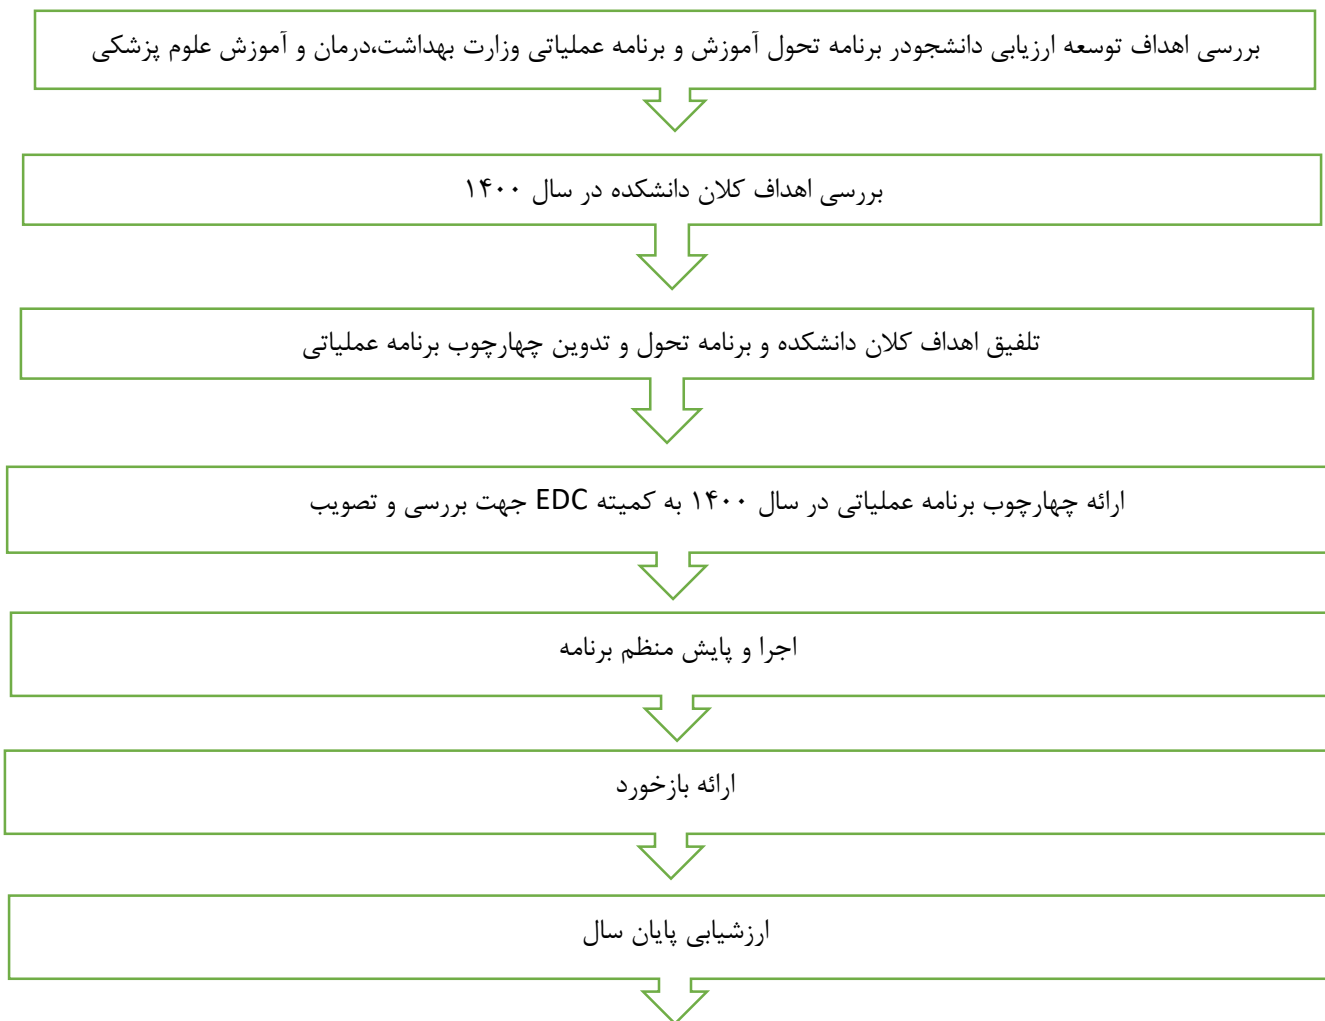 بررسی اهداف توسعه ارزیابی دانشجودر برنامه تحول آموزش و برنامه عملیاتی وزارت بهداشت،درمان و آموزش علوم پزشکی
بررسی اهداف کلان دانشکده در سال ۱۴۰۰
تلفیق اهداف کلان دانشکده و برنامه تحول و تدوین چهارچوب برنامه عملیاتی
ارائه چهارچوب برنامه عملیاتی در سال ۱۴۰۰ به کمیته EDC جهت بررسی و تصویب
اجرا و پایش منظم برنامه
ارائه بازخورد
ارزشیابی پایان سال